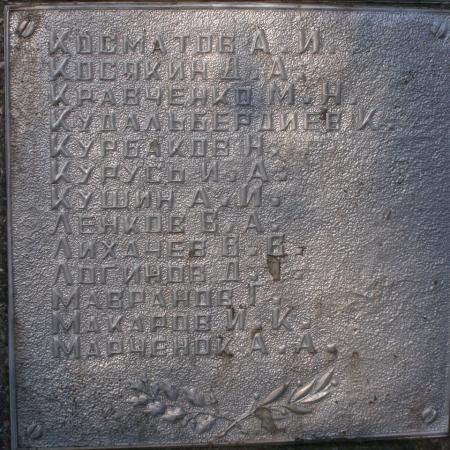 Косматов А. И.
Косякин Д. А.
Кравченко М. Н.
Кудальбердиев К.
Курбаков Н.
Курусь И. А.
Кушин А. И.
Ленков Е. А.
Лихачев В. Е.
Логинов Д. Г.
Мавранов Г.
Макаров И. К.
Марченок А. А.